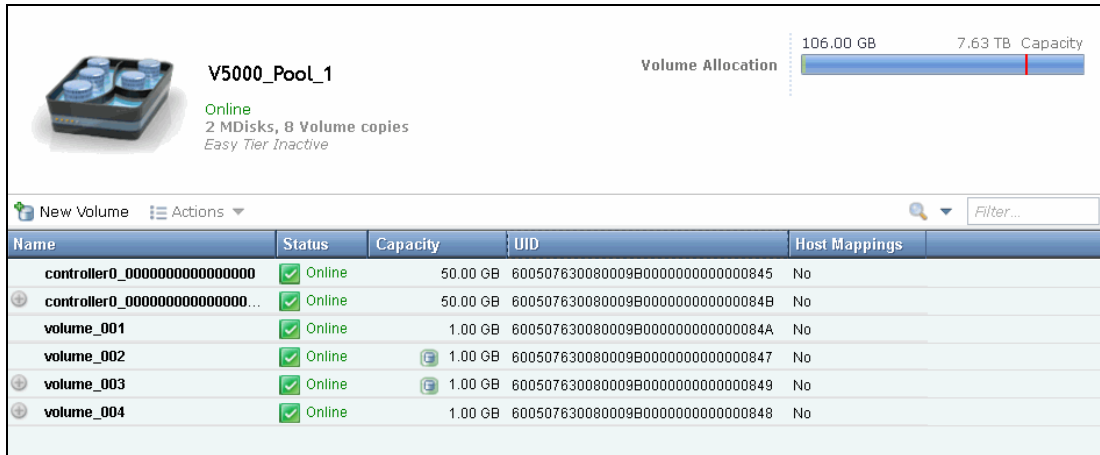 106.00 GB 7.63 TB Capacity
Volume Allocation
V5000_Pool_1
Online
2 MDisks, 8 Volume copies
Easy Tier Inactive
New Volume Actions Filter...
Name Status Capacity UID Host Mappings
controller0_0000000000000000 Online 50.00 GB 600507630080009B0000000000000845 No
controller0_000000000000000... Online 50.00 GB 600507630080009B000000000000084B No
volume_001 Online 1.00 GB 600507630080009B000000000000084A No
volume_002 Online 1.00 GB 600507630080009B0000000000000847 No
volume_003 Online 1.00 GB 600507630080009B0000000000000849 No
volume_004 Online 1.00 GB 600507630080009B0000000000000848 No